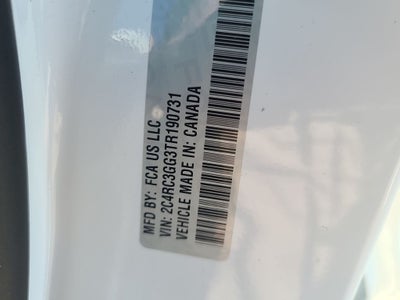 MFD BY: FCA US LLC
VIN: 2C4RC3GG3TR190731
VEHICLE MADE IN: CANADA